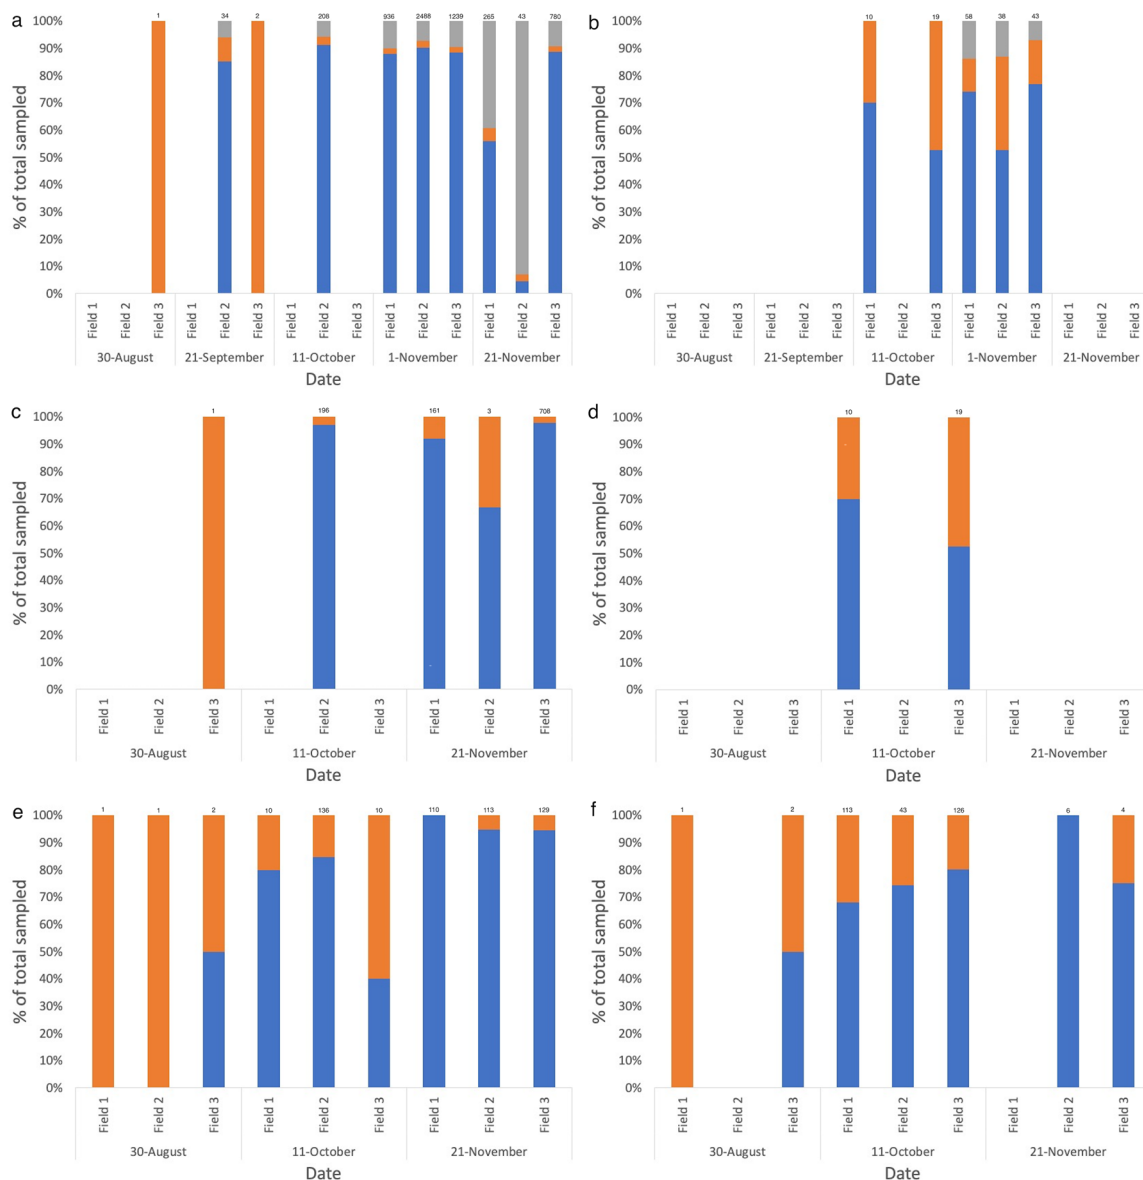 a
% of total sampled
100%
90%
80%
70%
60%
50%
40%
30%
20%
10%
0%
1 34 2 208 936 2488 1239 265 43 780
Field 1 Field 2 Field 3 Field 1 Field 2 Field 3 Field 1 Field 2 Field 3 Field 1 Field 2 Field 3 Field 1 Field 2 Field 3
30-August 21-September 11-October 1-November 21-November
Date
b
% of total sampled
100%
90%
80%
70%
60%
50%
40%
30%
20%
10%
0%
10 19 58 38 43
Field 1 Field 2 Field 3 Field 1 Field 2 Field 3 Field 1 Field 2 Field 3 Field 1 Field 2 Field 3 Field 1 Field 2 Field 3
30-August 21-September 11-October 1-November 21-November
Date
c
% of total sampled
100%
90%
80%
70%
60%
50%
40%
30%
20%
10%
0%
1 196 161 3 708
Field 1 Field 2 Field 3 Field 1 Field 2 Field 3 Field 1 Field 2 Field 3
30-August 11-October 21-November
Date
d
% of total sampled
100%
90%
80%
70%
60%
50%
40%
30%
20%
10%
0%
10 19
Field 1 Field 2 Field 3 Field 1 Field 2 Field 3 Field 1 Field 2 Field 3
30-August 11-October 21-November
Date
e
% of total sampled
100%
90%
80%
70%
60%
50%
40%
30%
20%
10%
0%
1 1 2 10 136 10 110 113 129
Field 1 Field 2 Field 3 Field 1 Field 2 Field 3 Field 1 Field 2 Field 3
30-August 11-October 21-November
Date
f
% of total sampled
100%
90%
80%
70%
60%
50%
40%
30%
20%
10%
0%
1 2 113 43 126 6 4
Field 1 Field 2 Field 3 Field 1 Field 2 Field 3 Field 1 Field 2 Field 3
30-August 11-October 21-November
Date